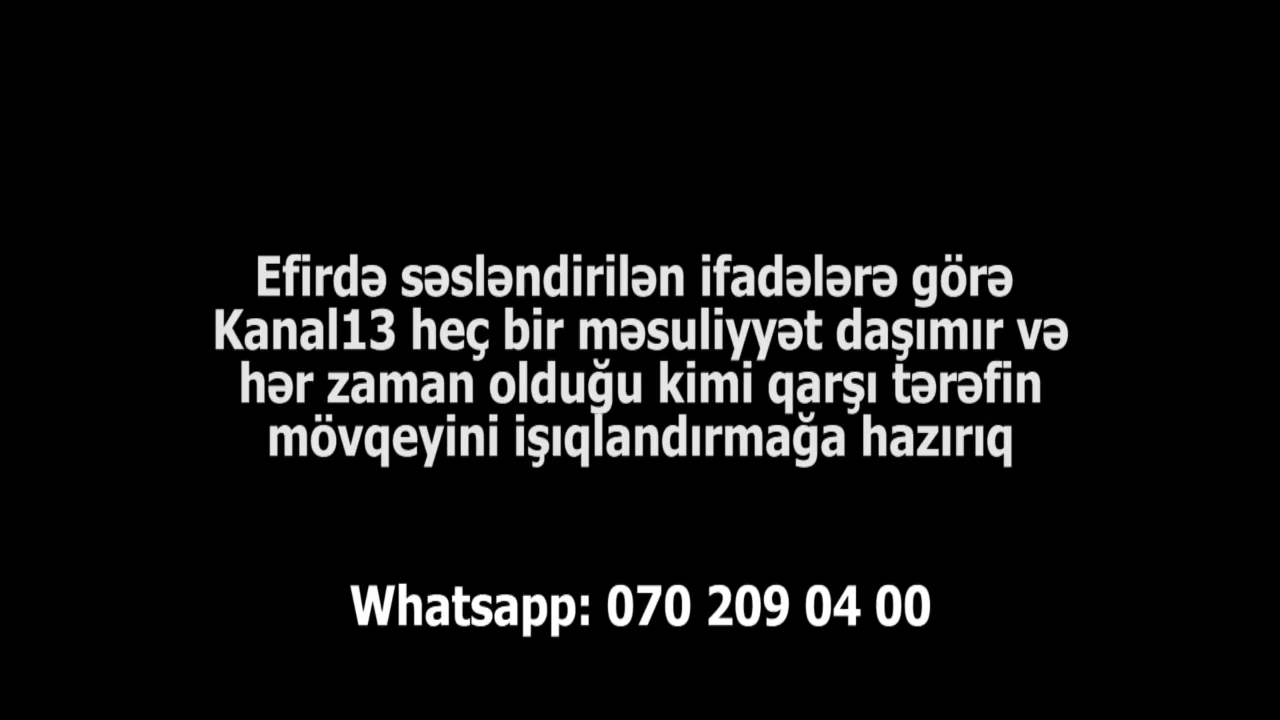 Efirdə səsləndirilən ifadələrə görə
Kanal13 heç bir məsuliyyət daşımır və
hər zaman olduğu kimi qarşı tərəfin
mövqeyini işıqlandırmağa hazırıq
Whatsapp: 070 209 04 00